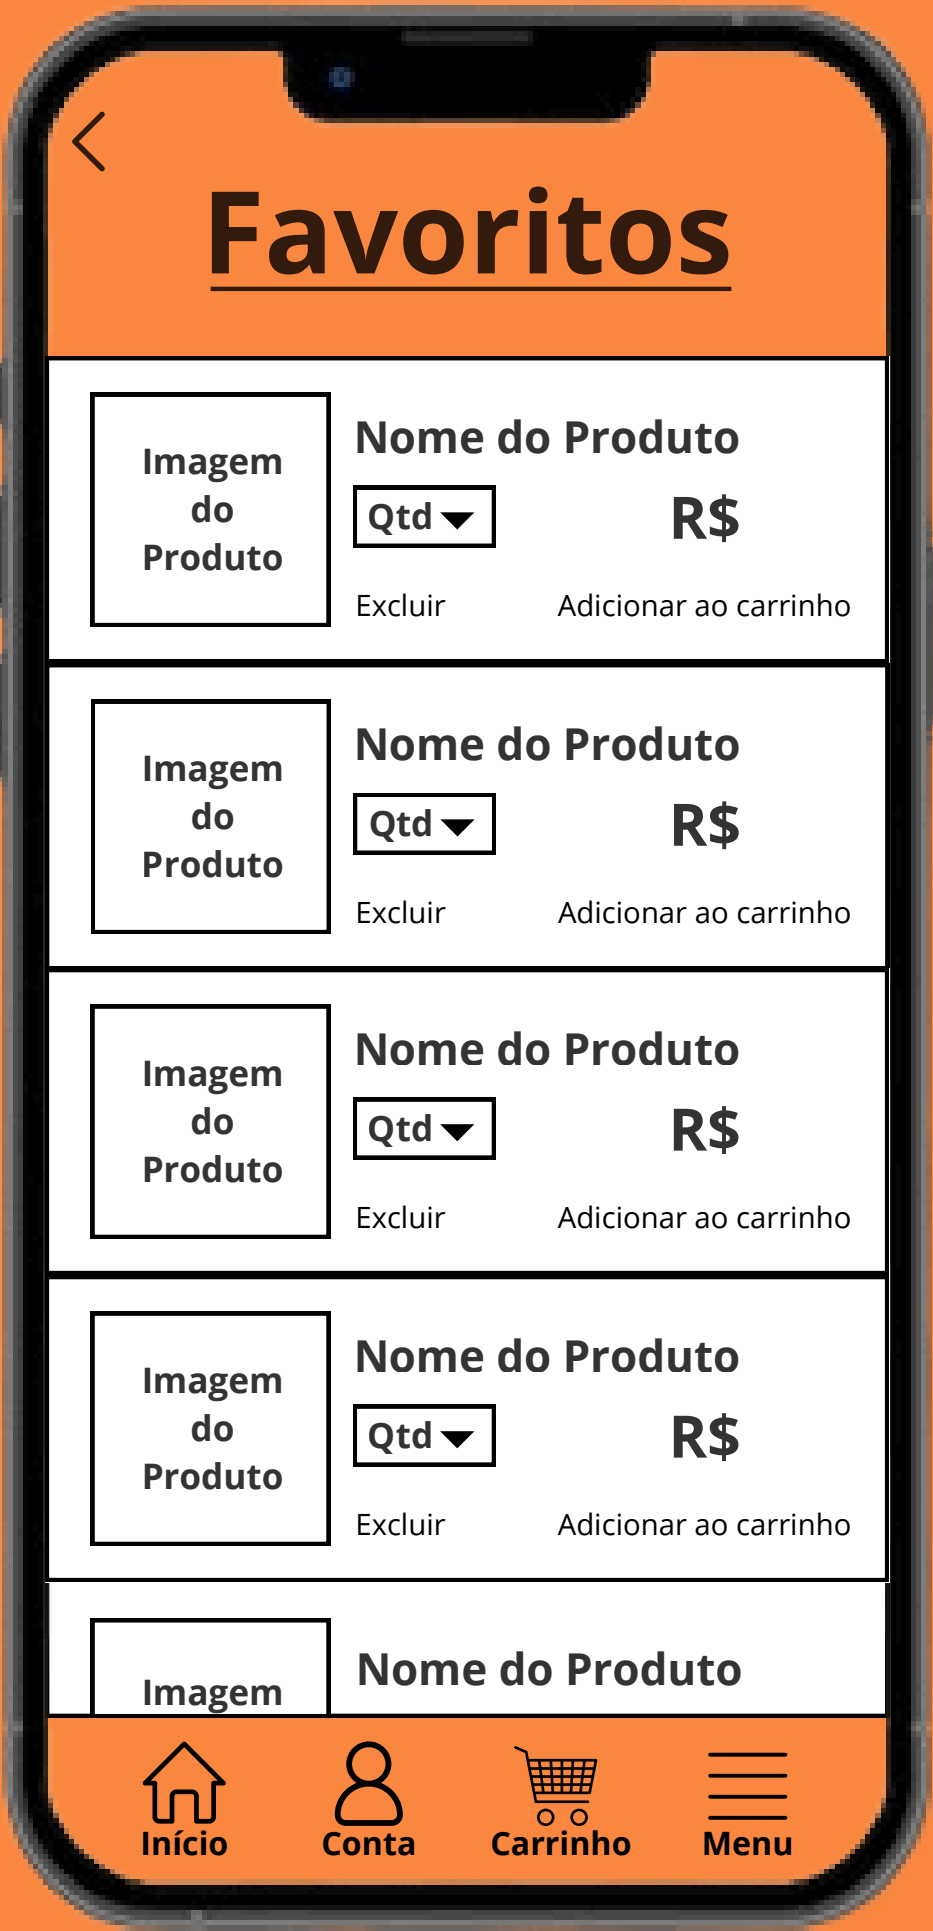 Favoritos
Imagem
do
Produto
Nome do Produto
Qtd
R$
Excluir
Adicionar ao carrinho
Imagem
do
Produto
Nome do Produto
Qtd
R$
Excluir
Adicionar ao carrinho
Imagem
do
Produto
Nome do Produto
Qtd
R$
Excluir
Adicionar ao carrinho
Imagem
do
Produto
Nome do Produto
Qtd
R$
Excluir
Adicionar ao carrinho
Imagem
Nome do Produto
Início
Conta
Carrinho
Menu